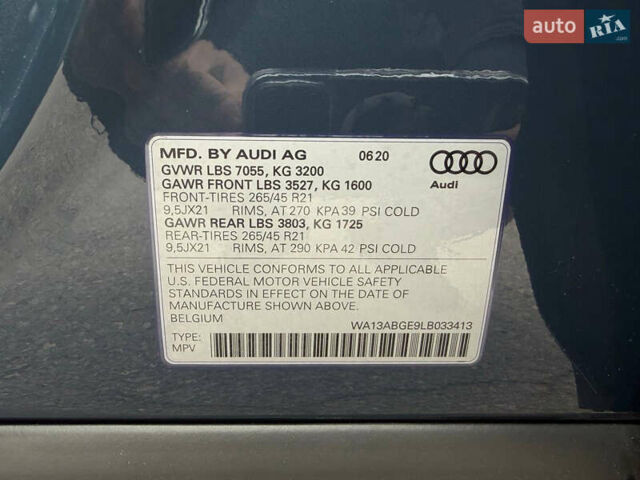 auto RIA
MFD. BY AUDI AG 06 20
GVWR LBS 7055, KG 3200
GAWR FRONT LBS 3527, KG 1600
FRONT-TIRES 265/45 R21
9,5JX21 RIMS, AT 270 KPA 39 PSI COLD
GAWR REAR LBS 3803, KG 1725
REAR-TIRES 265/45 R21
9,5JX21 RIMS, AT 290 KPA 42 PSI COLD
Audi
THIS VEHICLE CONFORMS TO ALL APPLICABLE
U.S. FEDERAL MOTOR VEHICLE SAFETY
STANDARDS IN EFFECT ON THE DATE OF
MANUFACTURE SHOWN ABOVE.
BELGIUM WA13ABGE9LB033413
TYPE:
MPV